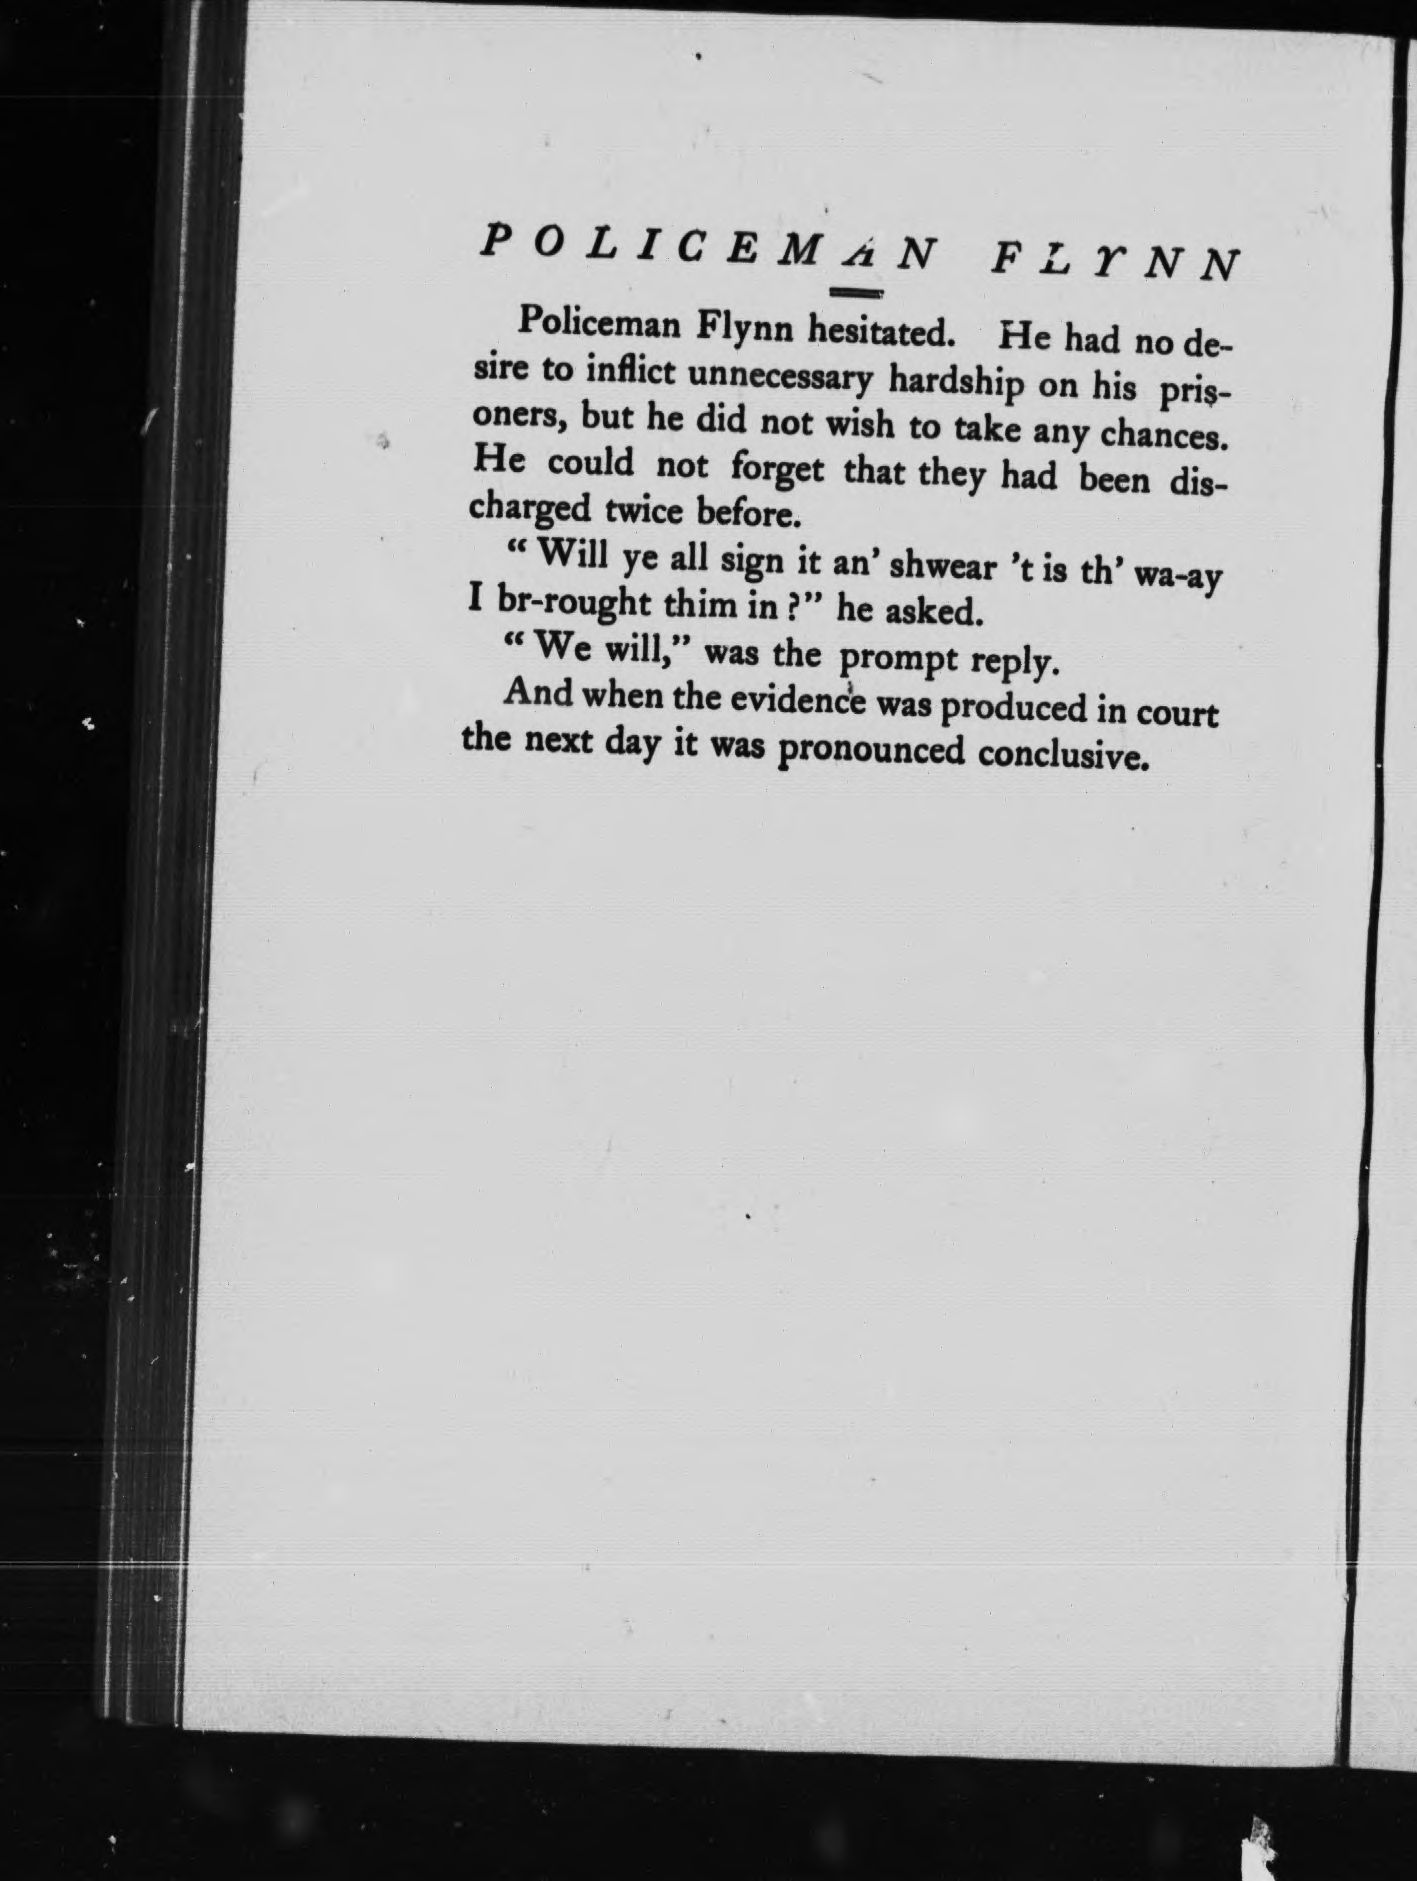 POLICEMAN FLYNN
Policeman Flynn hesitated. He had no de-
sire to inflict unnecessary hardship on his pris-
oners, but he did not wish to take any chances.
He could not forget that they had been dis-
charged twice before.
“Will ye all sign it an’ shwear ’t is th’ wa-ay
I br-rought thim in?” he asked.
“We will,” was the prompt reply.
And when the evidence was produced in court
the next day it was pronounced conclusive.